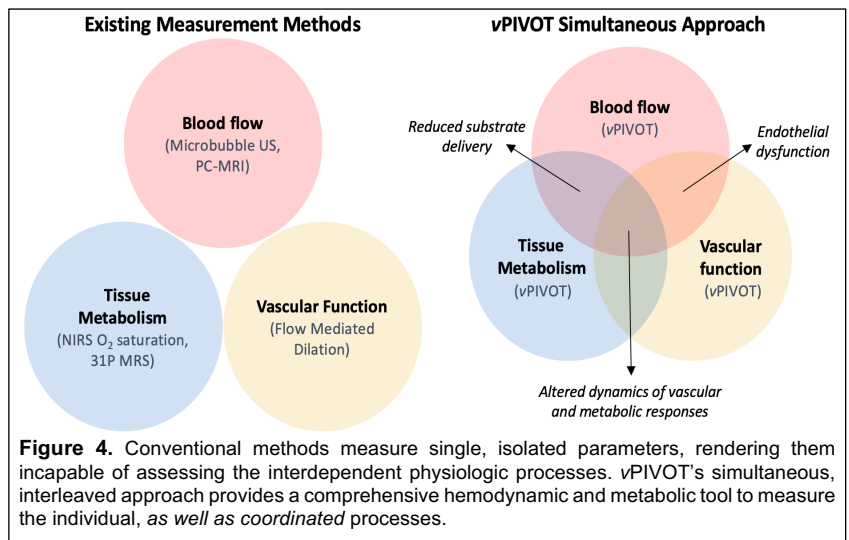 Existing Measurement Methods
Blood flow
(Microbubble US,
PC-MRI)
Tissue
Metabolism
(NIRS O₂ saturation,
31P MRS)
Vascular Function
(Flow Mediated
Dilation)
vPIVOT Simultaneous Approach
Blood flow
(vPIVOT)
Reduced substrate
delivery
Endothelial
dysfunction
Tissue
Metabolism
(vPIVOT)
Vascular
function
(vPIVOT)
Altered dynamics of vascular
and metabolic responses
Figure 4. Conventional methods measure single, isolated parameters, rendering them
incapable of assessing the interdependent physiologic processes. vPIVOT's simultaneous,
interleaved approach provides a comprehensive hemodynamic and metabolic tool to measure
the individual, as well as coordinated processes.